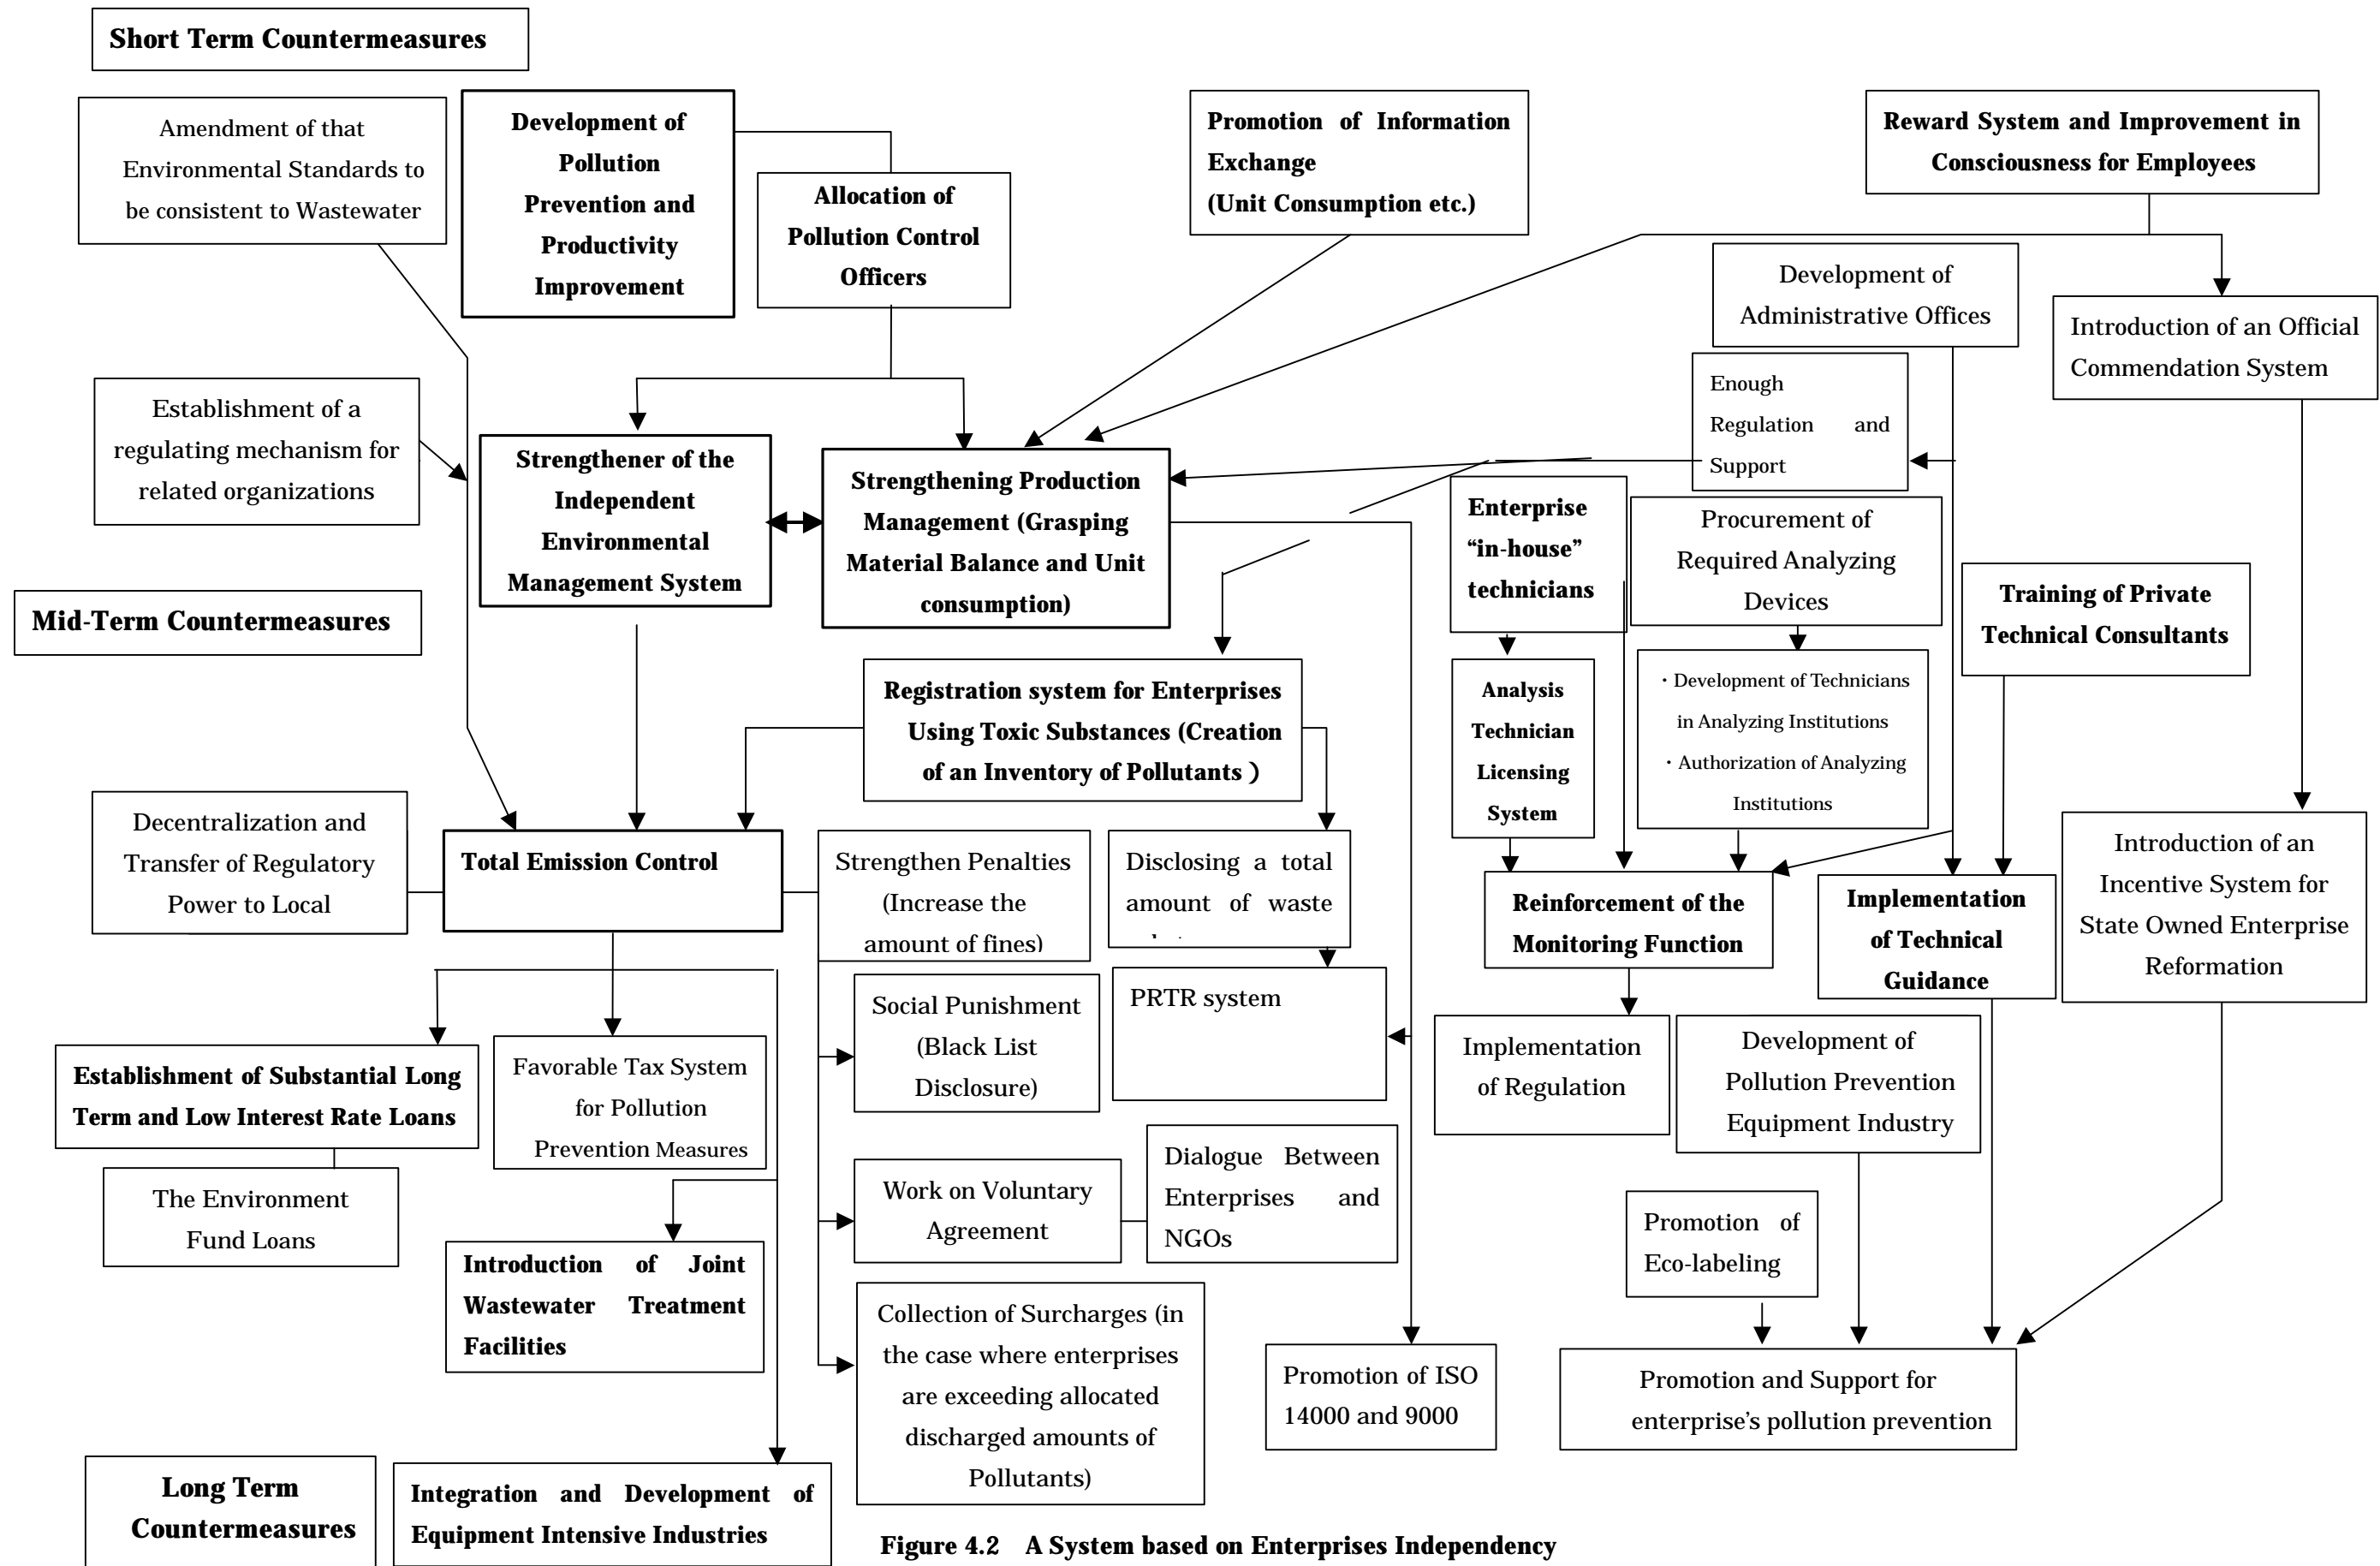 Short Term Countermeasures
Amendment of that
Environmental Standards to
be consistent to Wastewater
Development of
Pollution
Prevention and
Productivity
Improvement
Allocation of
Pollution Control
Officers
Promotion of Information
Exchange
(Unit Consumption etc.)
Reward System and Improvement in
Consciousness for Employees
Development of
Administrative Offices
Introduction of an Official
Commendation System
Enough
Regulation and
Support
Establishment of a
regulating mechanism for
related organizations
Strengthener of the
Independent
Environmental
Management System
Strengthening Production
Management (Grasping
Material Balance and Unit
consumption)
Enterprise
“in-house”
technicians
Procurement of
Required Analyzing
Devices
Training of Private
Technical Consultants
Mid-Term Countermeasures
Registration system for Enterprises
Using Toxic Substances (Creation
of an Inventory of Pollutants )
Analysis
Technician
Licensing
System
・Development of Technicians
in Analyzing Institutions
・Authorization of Analyzing
Institutions
Decentralization and
Transfer of Regulatory
Power to Local
Total Emission Control
Strengthen Penalties
(Increase the
amount of fines)
Disclosing a total
amount of waste
Reinforcement of the
Monitoring Function
Implementation
of Technical
Guidance
Introduction of an
Incentive System for
State Owned Enterprise
Reformation
Social Punishment
(Black List
Disclosure)
PRTR system
Implementation
of Regulation
Development of
Pollution Prevention
Equipment Industry
Establishment of Substantial Long
Term and Low Interest Rate Loans
Favorable Tax System
for Pollution
Prevention Measures
The Environment
Fund Loans
Work on Voluntary
Agreement
Dialogue Between
Enterprises and
NGOs
Promotion of
Eco-labeling
Introduction of Joint
Wastewater Treatment
Facilities
Collection of Surcharges (in
the case where enterprises
are exceeding allocated
discharged amounts of
Pollutants)
Promotion of ISO
14000 and 9000
Promotion and Support for
enterprise’s pollution prevention
Long Term
Countermeasures
Integration and Development of
Equipment Intensive Industries
Figure 4.2 A System based on Enterprises Independency